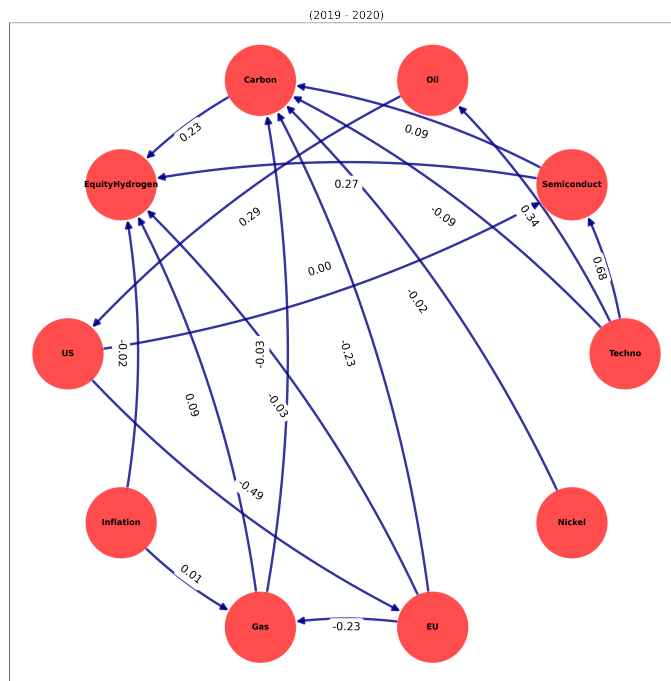 (2019 - 2020)
Carbon
Oil
0.23
0.09
EquityHydrogen
0.27
Semiconduct
0.29
-0.09
0.34
0.00
0.68
-0.02
US
-0.02
-0.03
-0.23
Techno
0.09
-0.03
-0.49
Inflation
Nickel
0.01
Gas
-0.23
EU